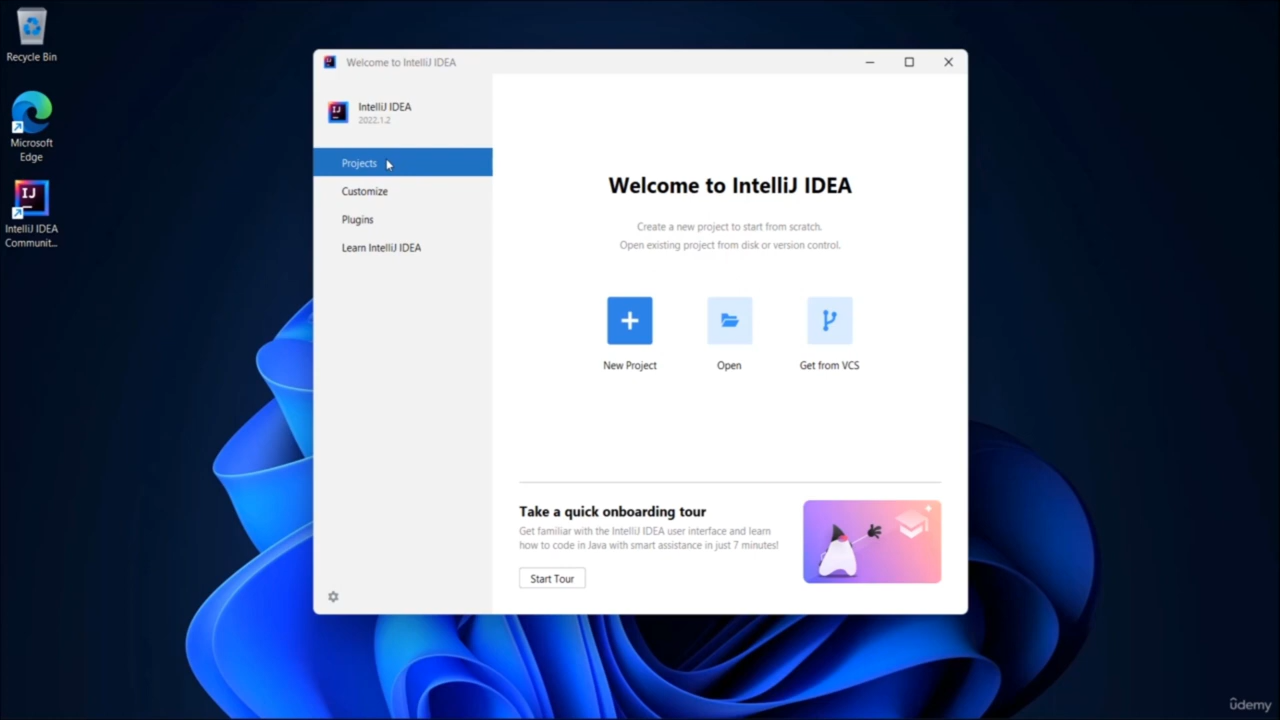 Recycle Bin
Microsoft
Edge
IJ
IntelliJ IDEA
Communit...
IJ
Welcome to IntelliJ IDEA
IJ
IntelliJ IDEA
2022.1.2
Projects
Customize
Plugins
Learn IntelliJ IDEA
Welcome to IntelliJ IDEA
Create a new project to start from scratch.
Open existing project from disk or version control.
New Project
Open
Get from VCS
Take a quick onboarding tour
Get familiar with the IntelliJ IDEA user interface and learn
how to code in Java with smart assistance in just 7 minutes!
Start Tour
ûdemy